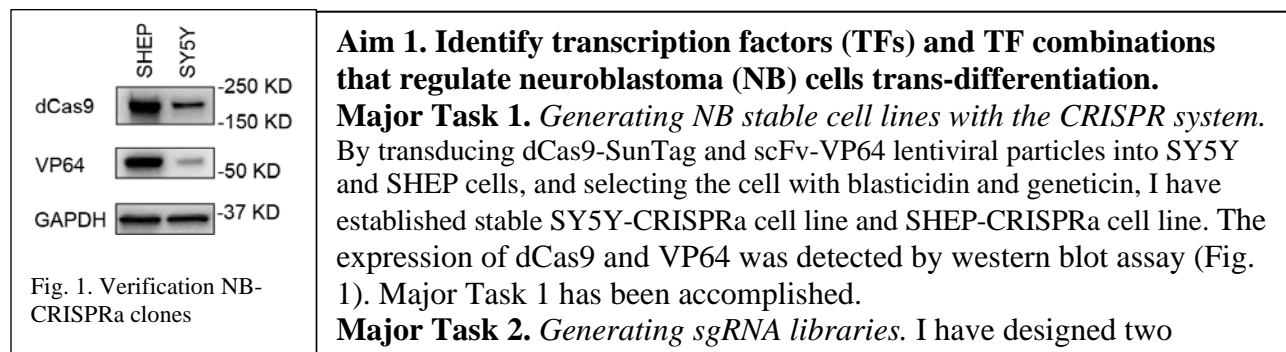 SHEP
SY5Y
-250 KD
dCas9
-150 KD
VP64
-50 KD
-37 KD
GAPDH
Fig. 1. Verification NB-
CRISPRa clones
Aim 1. Identify transcription factors (TFs) and TF combinations
that regulate neuroblastoma (NB) cells trans-differentiation.
Major Task 1. Generating NB stable cell lines with the CRISPR system.
By transducing dCas9-SunTag and scFv-VP64 lentiviral particles into SY5Y
and SHEP cells, and selecting the cell with blasticidin and geneticin, I have
established stable SY5Y-CRISPRa cell line and SHEP-CRISPRa cell line. The
expression of dCas9 and VP64 was detected by western blot assay (Fig.
1). Major Task 1 has been accomplished.
Major Task 2. Generating sgRNA libraries. I have designed two